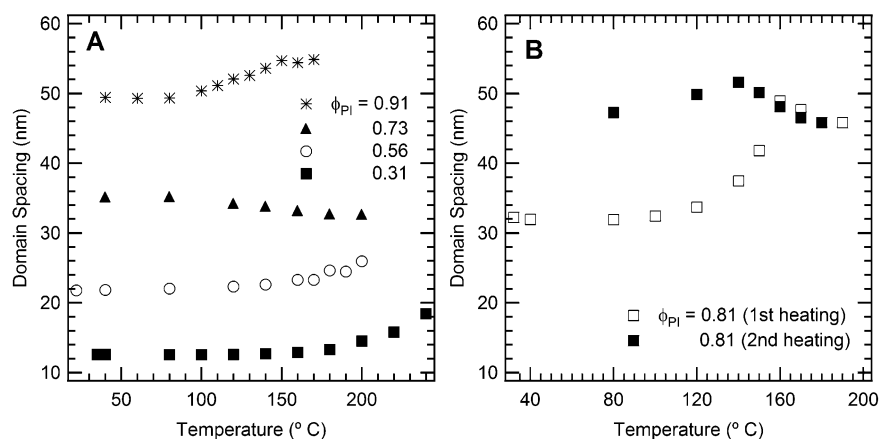 A
B
60
50
40
30
20
10
Domain Spacing (nm)
ϕPI = 0.91
0.73
0.56
0.31
50
100
150
200
Temperature (º C)
60
50
40
30
20
10
Domain Spacing (nm)
ϕPI = 0.81 (1st heating)
0.81 (2nd heating)
40
80
120
160
200
Temperature (º C)